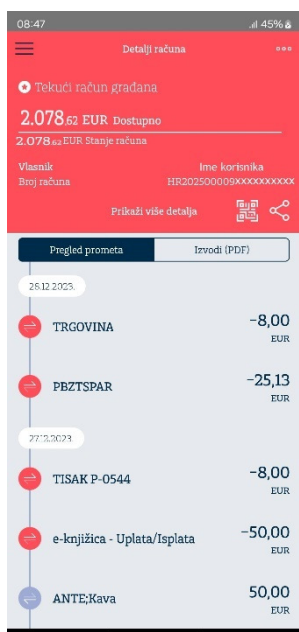 08:47 45%
Detalji računa
Tekući račun građana
2.078,62 EUR Dostupno
2.078,62 EUR Stanje računa
Vlasnik Ime korisnika
Broj računa HR202500009xxxxxxxxxx
Prikaži više detalja
Pregled prometa Izvodi (PDF)
28.12.2023.
TRGOVINA -8,00
EUR
PBZTSPAR -25,13
EUR
27.12.2023.
TISAK P-0544 -8,00
EUR
e-knjižica - Uplata/Isplata -50,00
EUR
ANTE;Kava 50,00
EUR